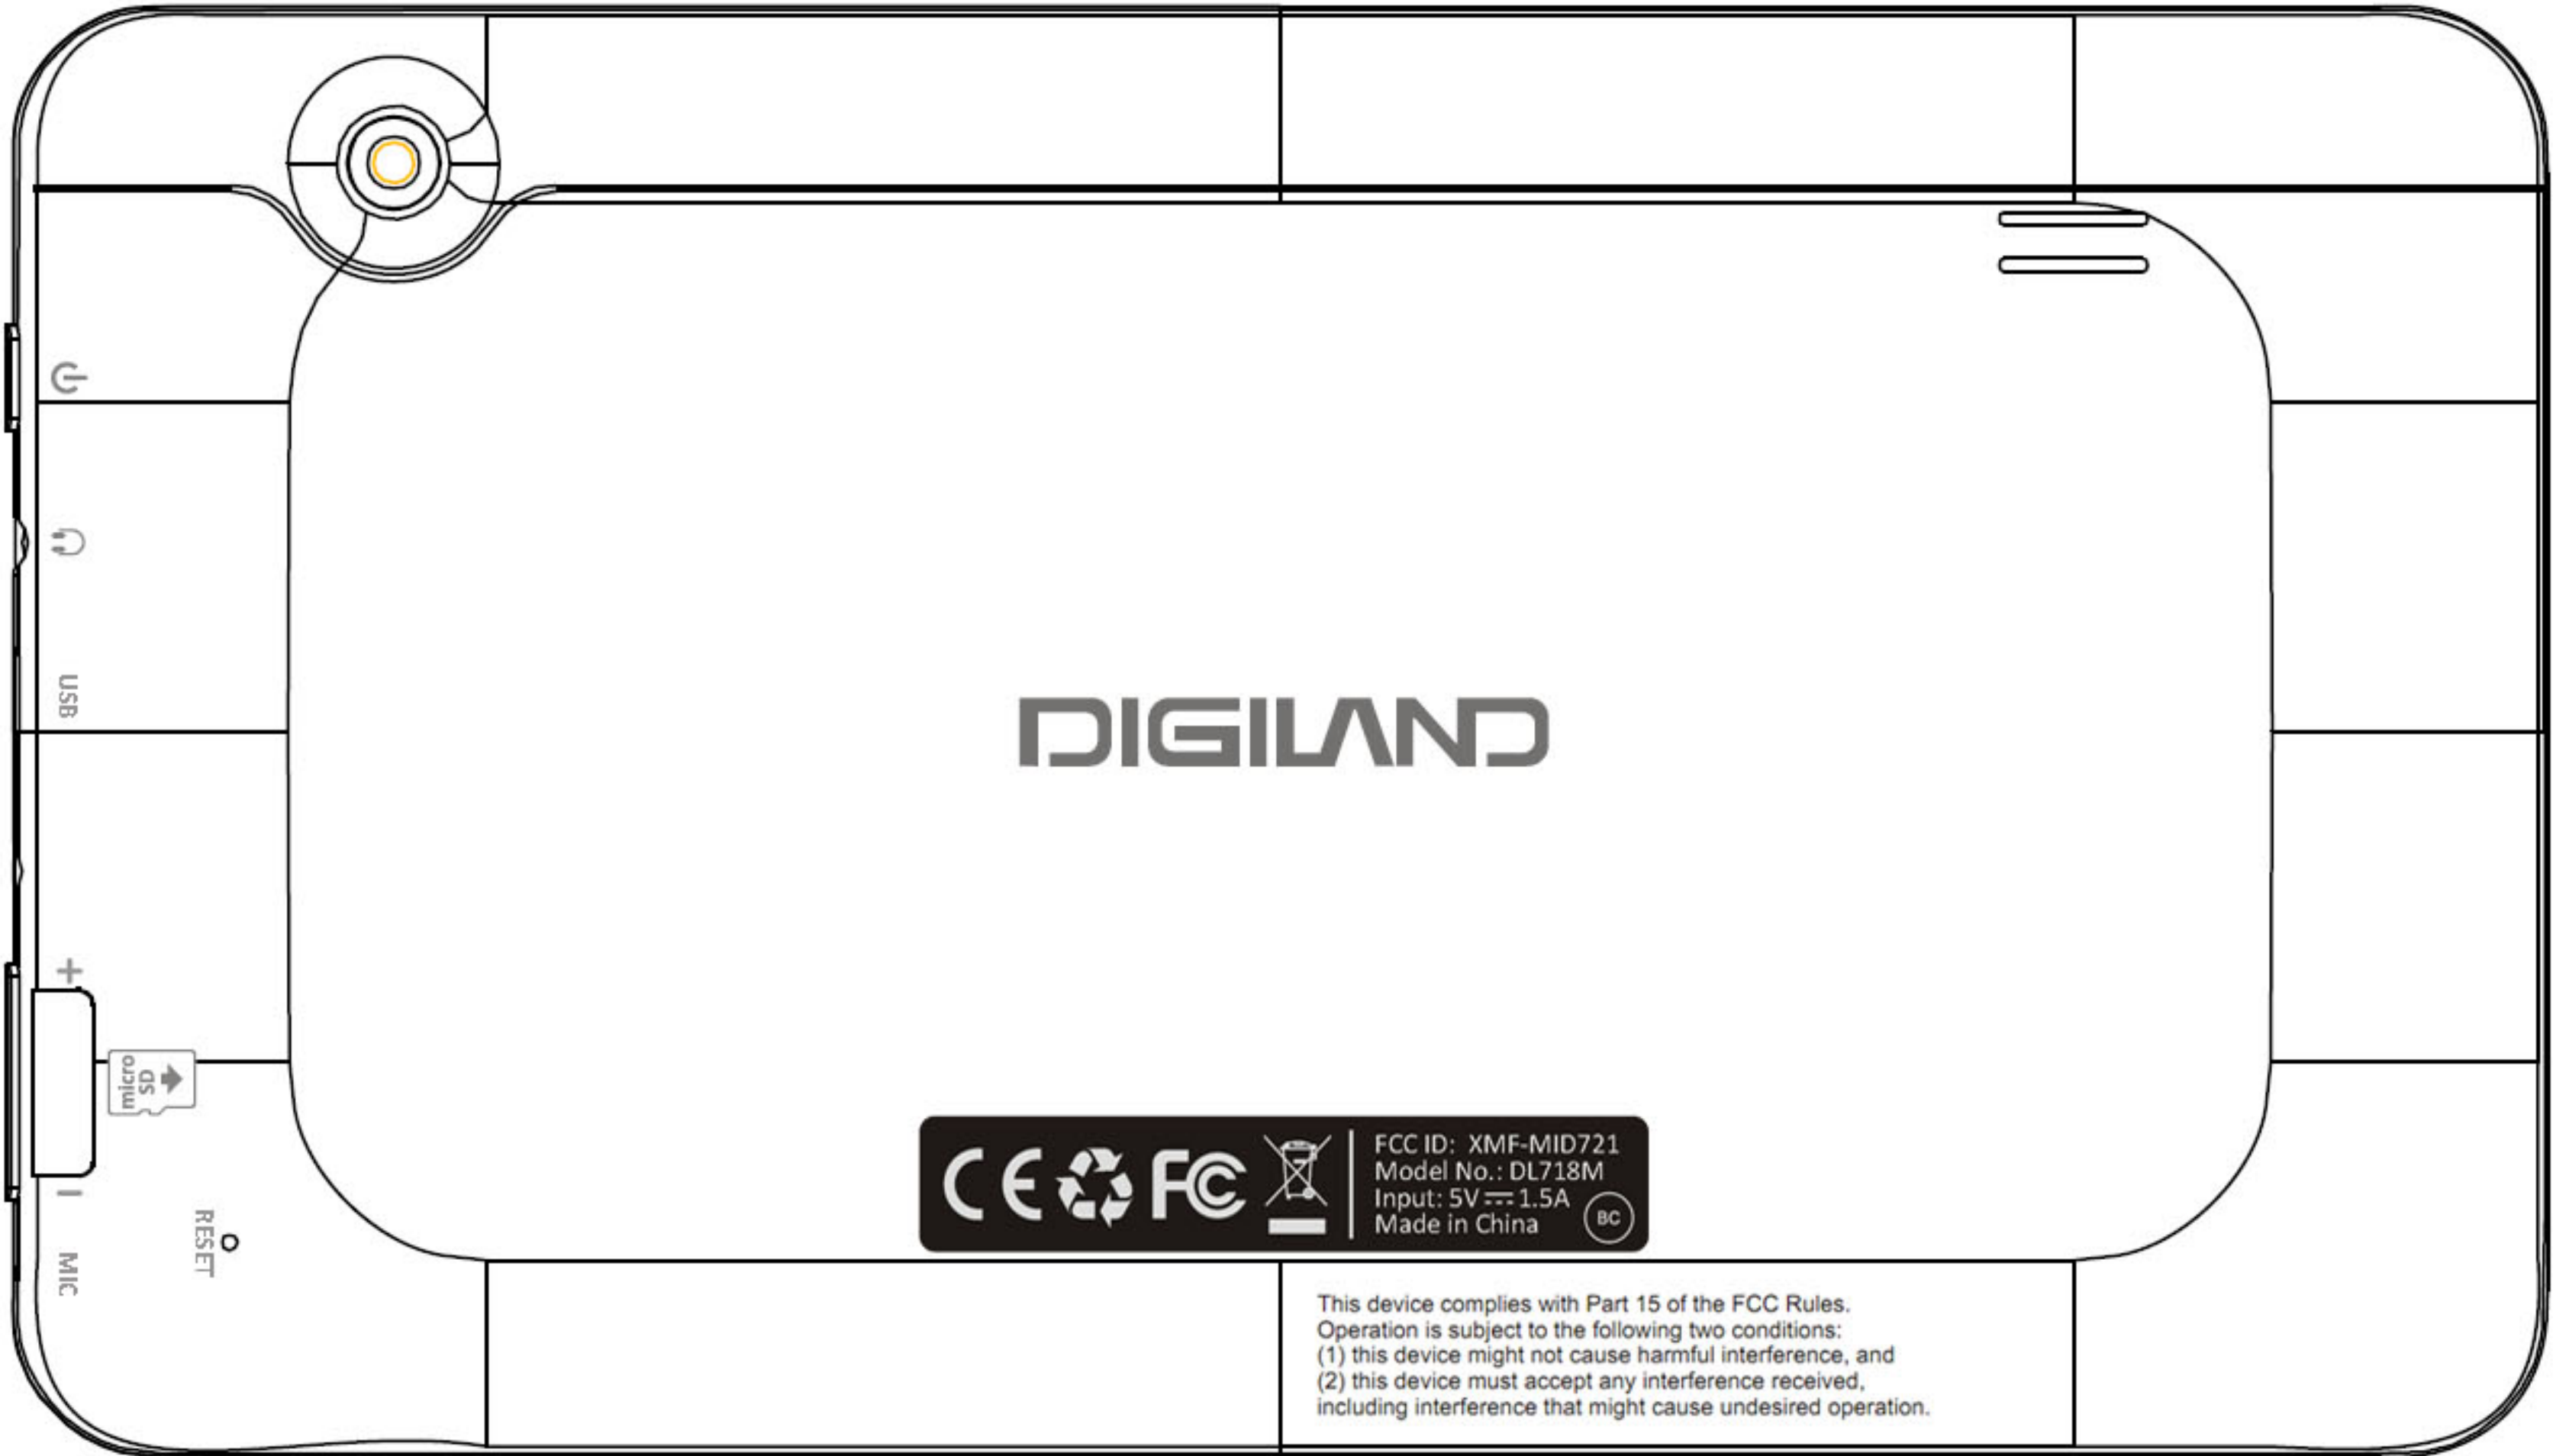 USB
+
micro
SD
–
RESET
MIC
DIGILAND
CE FC
FCC ID: XMF-MID721
Model No.: DL718M
Input: 5V⎓1.5A
Made in China
BC
This device complies with Part 15 of the FCC Rules.
Operation is subject to the following two conditions:
(1) this device might not cause harmful interference, and
(2) this device must accept any interference received,
including interference that might cause undesired operation.